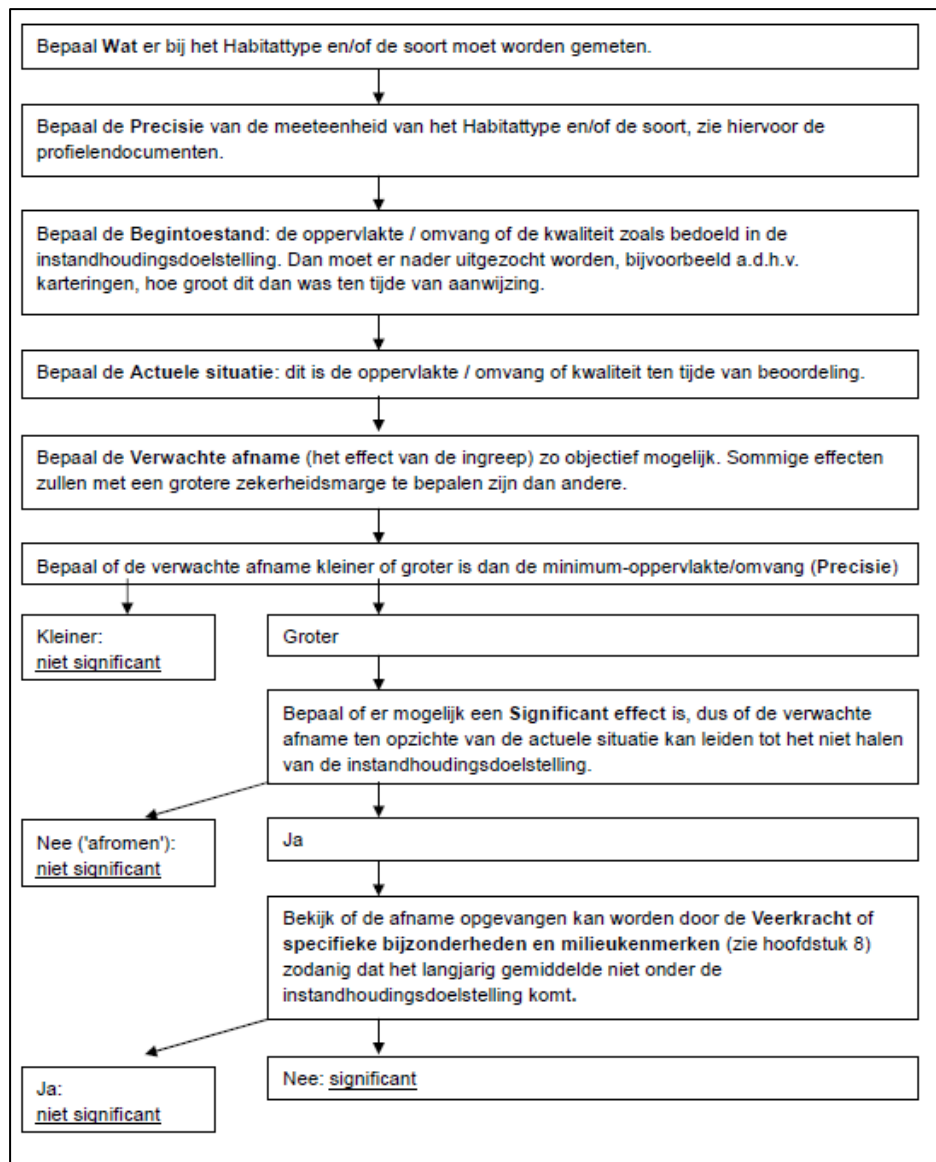 Bepaal Wat er bij het Habitattype en/of de soort moet worden gemeten.
Bepaal de Precisie van de meeteenheid van het Habitattype en/of de soort, zie hiervoor de
profielendocumenten.
Bepaal de Begintoestand: de oppervlakte / omvang of de kwaliteit zoals bedoeld in de
instandhoudingsdoelstelling. Dan moet er nader uitgezocht worden, bijvoorbeeld a.d.h.v.
karteringen, hoe groot dit dan was ten tijde van aanwijzing.
Bepaal de Actuele situatie: dit is de oppervlakte / omvang of kwaliteit ten tijde van beoordeling.
Bepaal de Verwachte afname (het effect van de ingreep) zo objectief mogelijk. Sommige effecten
zullen met een grotere zekerheidsmarge te bepalen zijn dan andere.
Bepaal of de verwachte afname kleiner of groter is dan de minimum-oppervlakte/omvang (Precisie)
Kleiner:
niet significant
Groter
Bepaal of er mogelijk een Significant effect is, dus of de verwachte
afname ten opzichte van de actuele situatie kan leiden tot het niet halen
van de instandhoudingsdoelstelling.
Nee ('afromen'):
niet significant
Ja
Bekijk of de afname opgevangen kan worden door de Veerkracht of
specifieke bijzonderheden en milieukenmerken (zie hoofdstuk 8)
zodanig dat het langjarig gemiddelde niet onder de
instandhoudingsdoelstelling komt.
Ja:
niet significant
Nee: significant